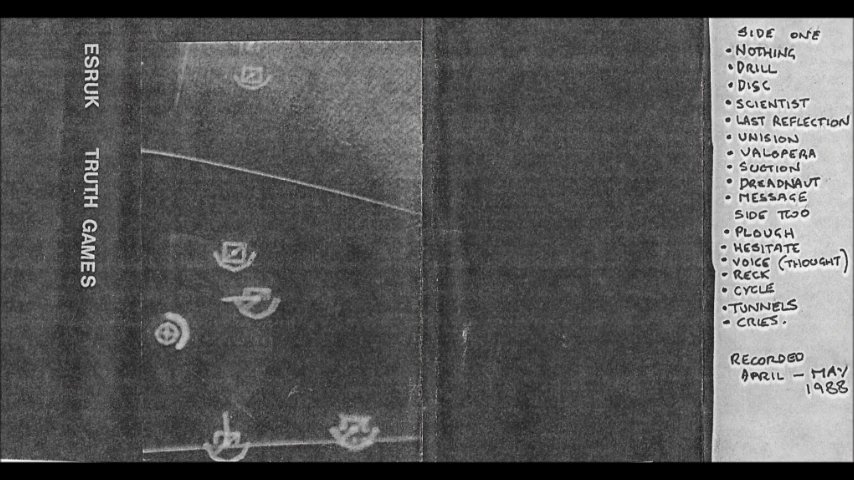 ESRUK TRUTH GAMES
SIDE ONE
• NOTHING
• DRILL
• DISC
• SCIENTIST
• LAST REFLECTION
• UNISION
• VALOPERA
• SUCTION
• DREADNAUT
• MESSAGE
SIDE TWO
• PLOUGH
• HESITATE
• VOICE (THOUGHT)
• RECK
• CYCLE
• TUNNELS
• CRIES.
RECORDED
APRIL – MAY
1988